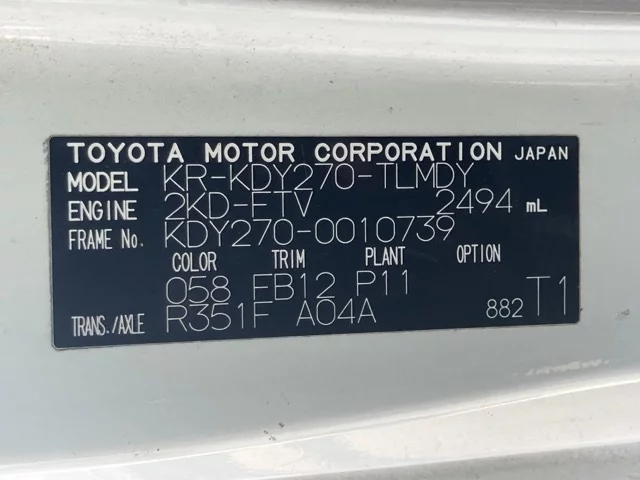 TOYOTA MOTOR CORPORATION JAPAN
MODEL KR-KDY270-TLMDY
ENGINE 2KD-FTV 2494 mL
FRAME No. KDY270-0010739
COLOR TRIM PLANT OPTION
058 FB12 P11
TRANS./AXLE R351F A04A 882 T1